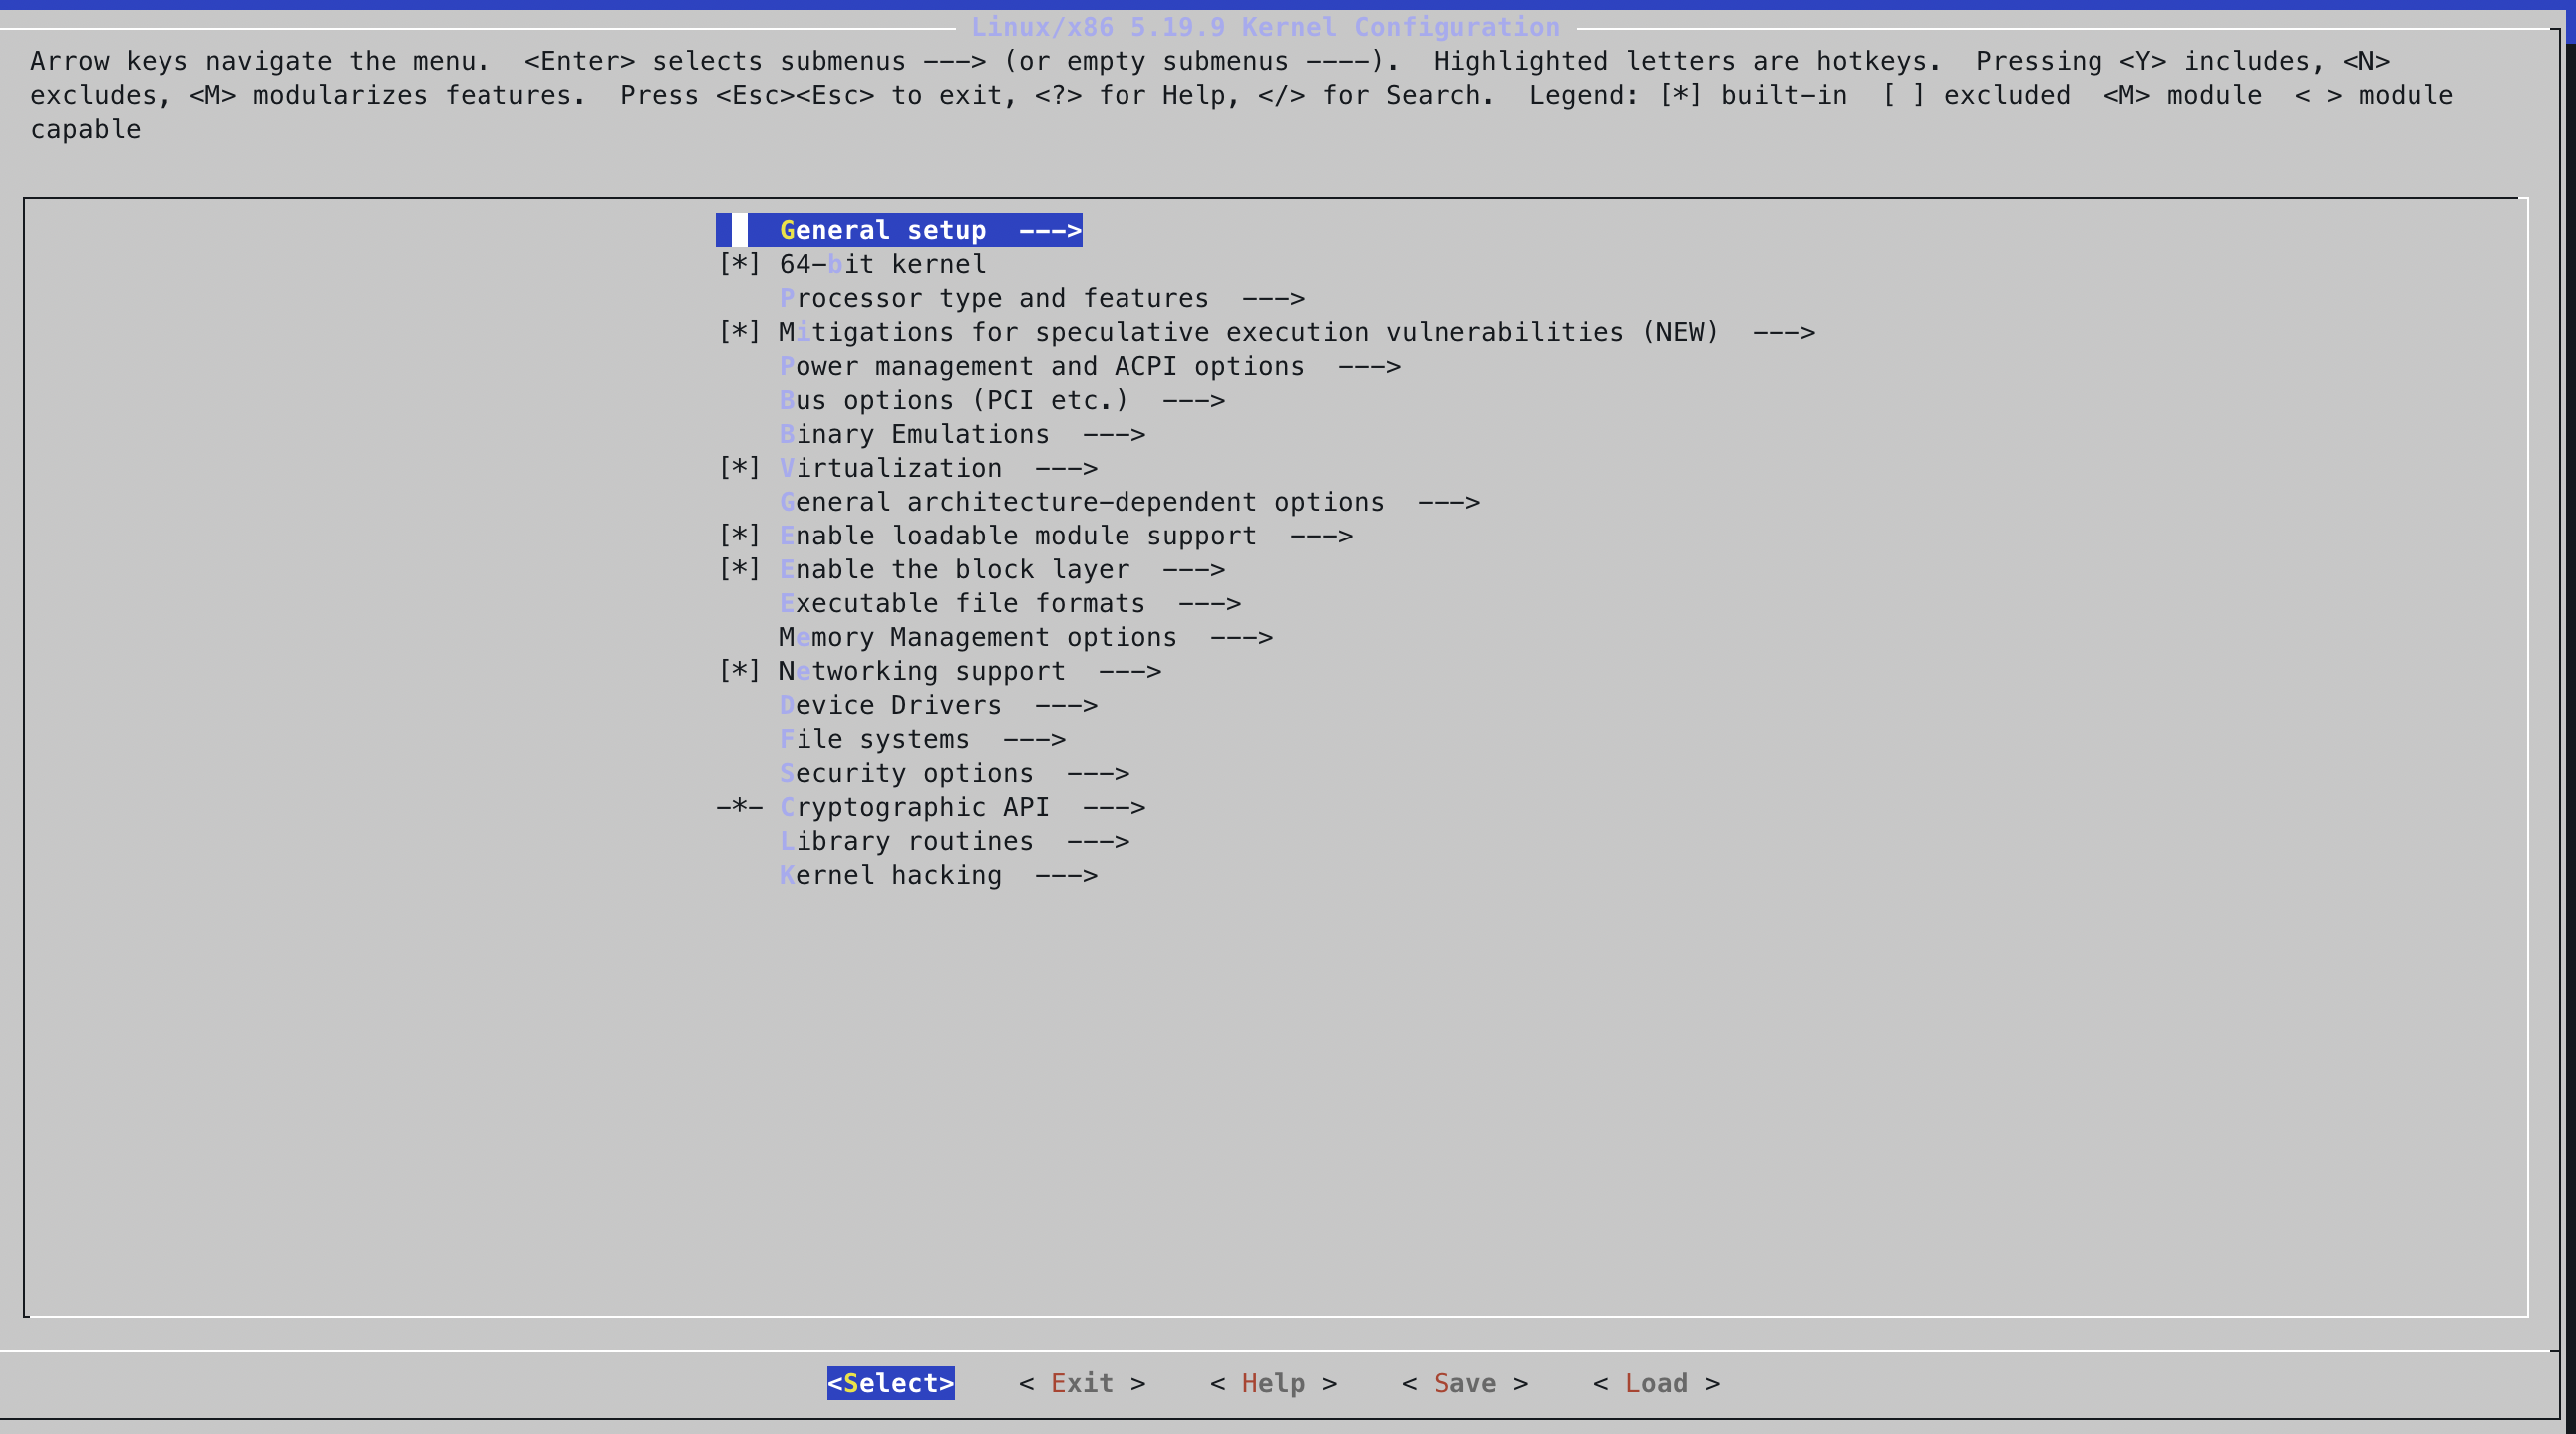 Linux/x86 5.19.9 Kernel Configuration
Arrow keys navigate the menu.  <Enter> selects submenus ---> (or empty submenus ----).  Highlighted letters are hotkeys.  Pressing <Y> includes, <N>
excludes, <M> modularizes features.  Press <Esc><Esc> to exit, <?> for Help, </> for Search.  Legend: [*] built-in  [ ] excluded  <M> module  < > module
capable
General setup  --->
[*] 64-bit kernel
Processor type and features  --->
[*] Mitigations for speculative execution vulnerabilities (NEW)  --->
Power management and ACPI options  --->
Bus options (PCI etc.)  --->
Binary Emulations  --->
[*] Virtualization  --->
General architecture-dependent options  --->
[*] Enable loadable module support  --->
[*] Enable the block layer  --->
Executable file formats  --->
Memory Management options  --->
[*] Networking support  --->
Device Drivers  --->
File systems  --->
Security options  --->
-*- Cryptographic API  --->
Library routines  --->
Kernel hacking  --->
<Select>    < Exit >    < Help >    < Save >    < Load >